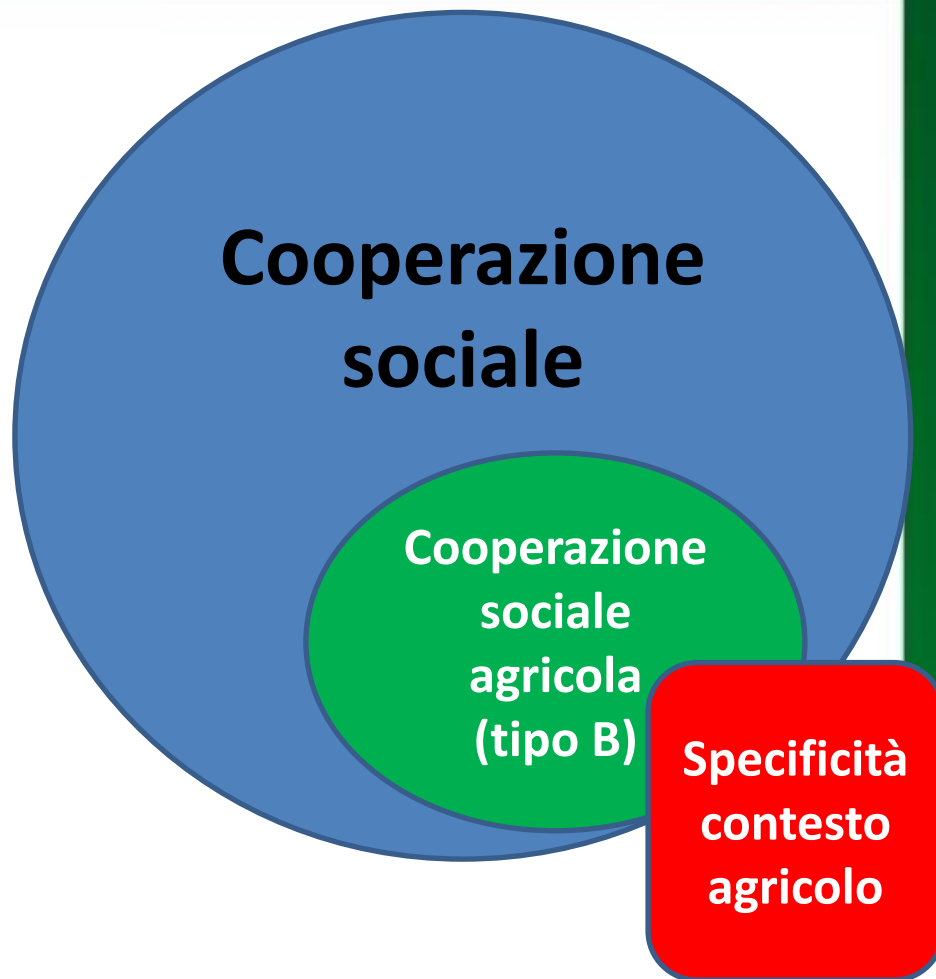 Cooperazione
sociale
Cooperazione
sociale
agricola
(tipo B)
Specificità
contesto
agricolo